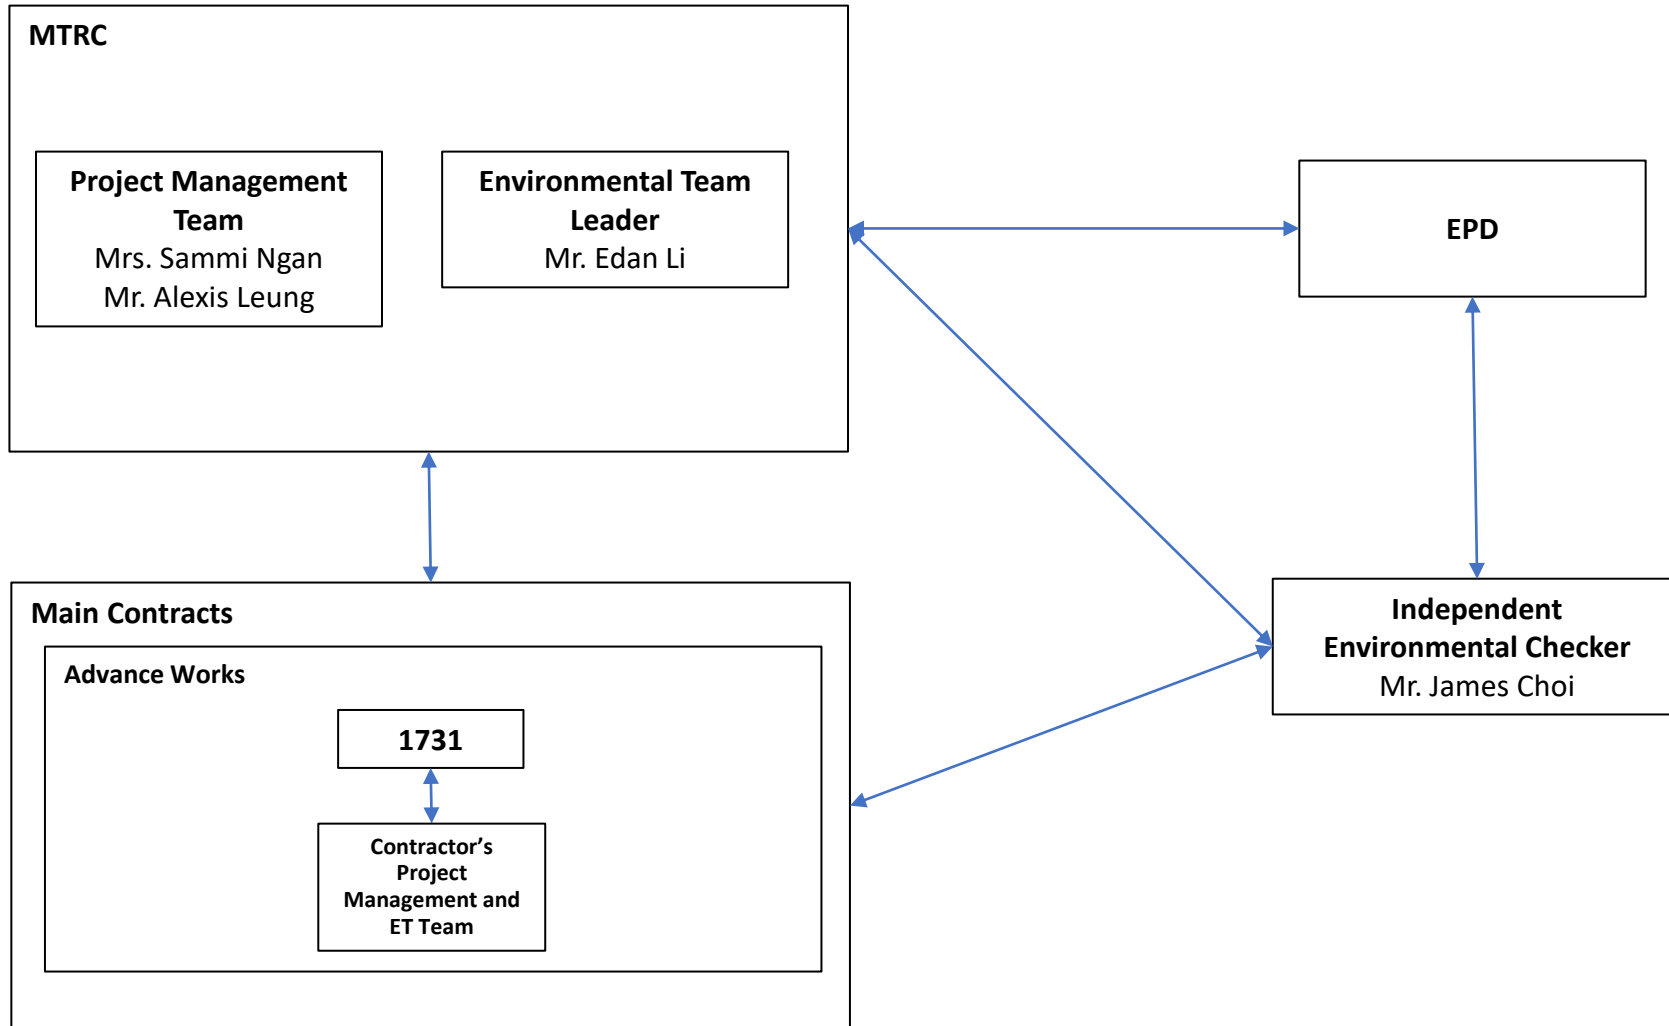 MTRC
Project Management
Team
Mrs. Sammi Ngan
Mr. Alexis Leung
Environmental Team
Leader
Mr. Edan Li
EPD
Main Contracts
Advance Works
1731
Contractor’s
Project
Management and
ET Team
Independent
Environmental Checker
Mr. James Choi